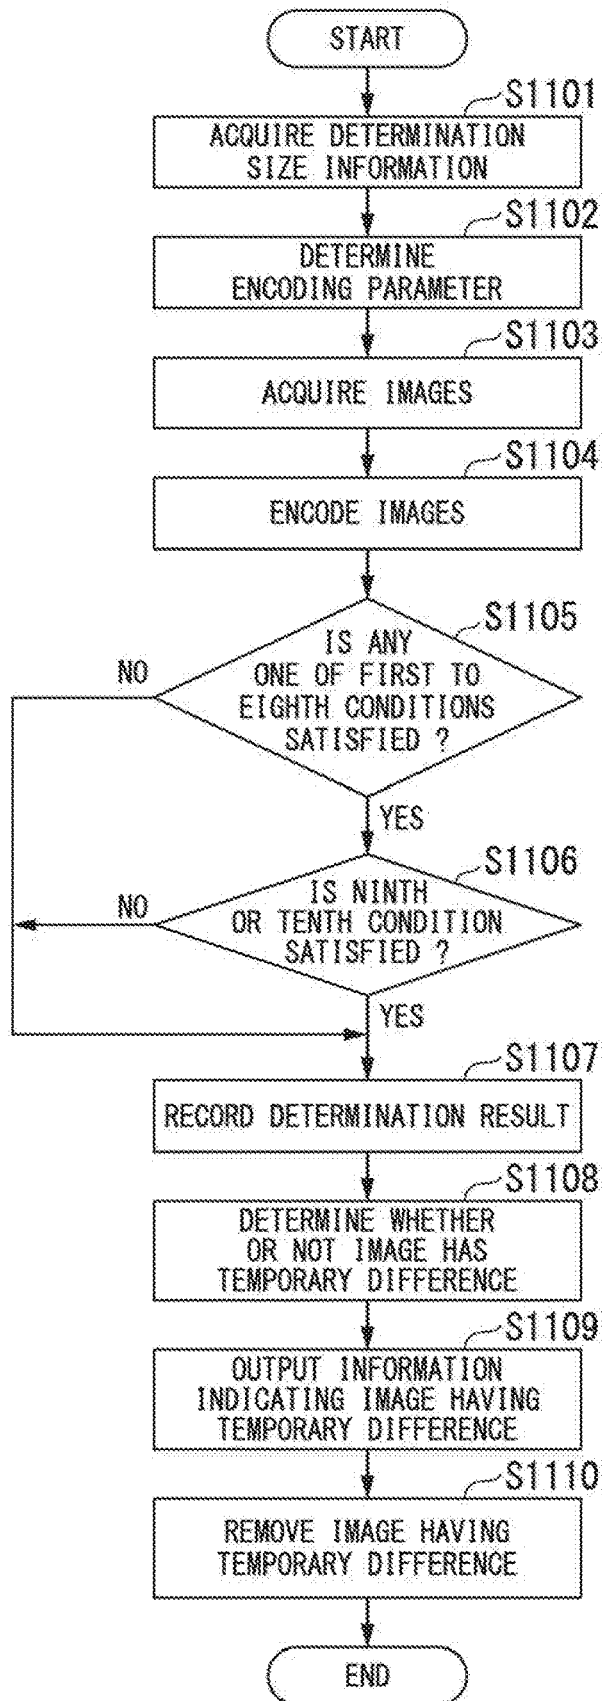 START
S1101
ACQUIRE DETERMINATION
SIZE INFORMATION
S1102
DETERMINE
ENCODING PARAMETER
S1103
ACQUIRE IMAGES
S1104
ENCODE IMAGES
S1105
IS ANY
ONE OF FIRST TO
EIGHTH CONDITIONS
SATISFIED ?
NO
YES
S1106
IS NINTH
OR TENTH CONDITION
SATISFIED ?
NO
YES
S1107
RECORD DETERMINATION RESULT
S1108
DETERMINE WHETHER
OR NOT IMAGE HAS
TEMPORARY DIFFERENCE
S1109
OUTPUT INFORMATION
INDICATING IMAGE HAVING
TEMPORARY DIFFERENCE
S1110
REMOVE IMAGE HAVING
TEMPORARY DIFFERENCE
END